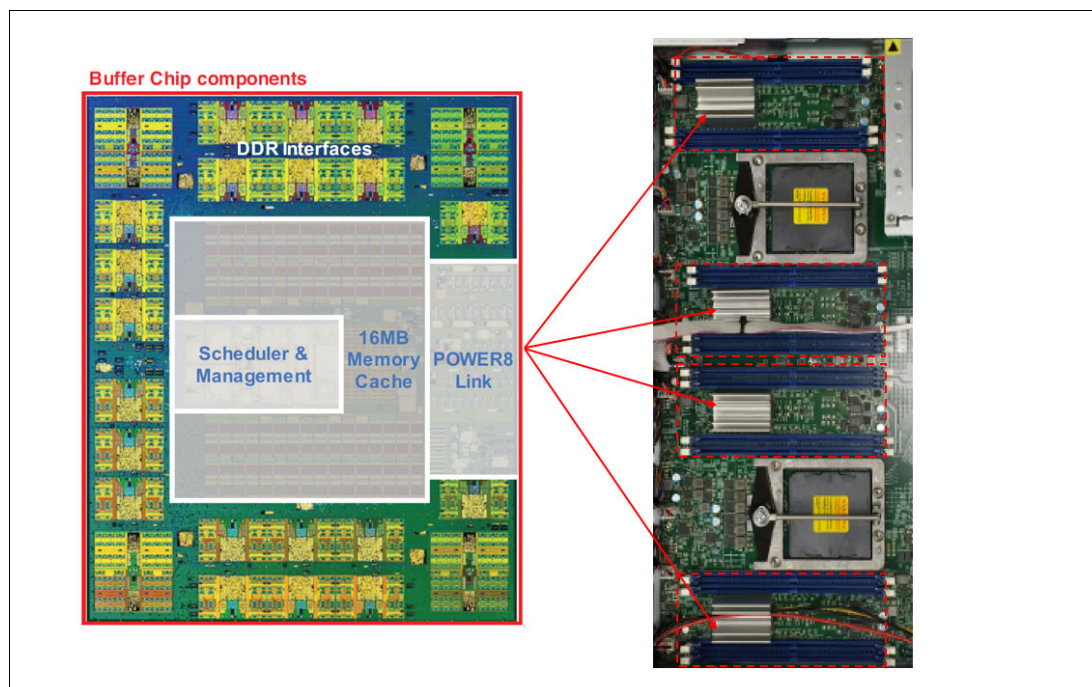 Buffer Chip components
DDR Interfaces
Scheduler &
Management
16MB
Memory
Cache
POWER8
Link